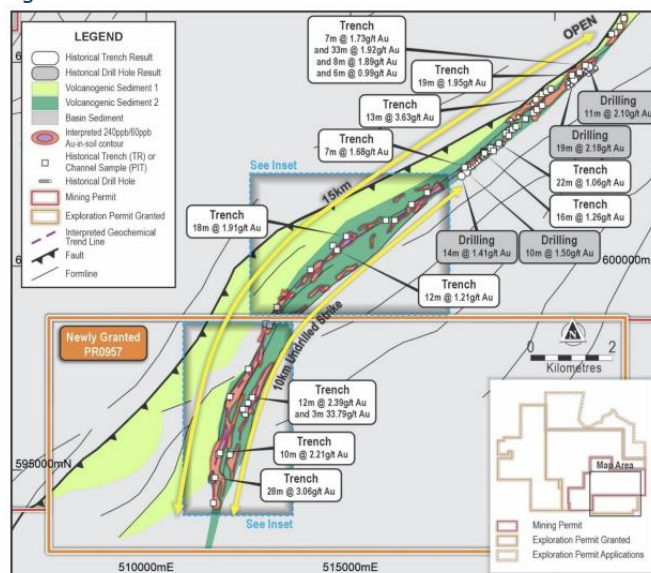 LEGEND
Historical Trench Result
Historical Drill Hole Result
Volcanogenic Sediment 1
Volcanogenic Sediment 2
Basin Sediment
Interpreted 240ppb/60ppb
Au-in-soil contour
Historical Trench (TR) or
Channel Sample (PIT)
Historical Drill Hole
Mining Permit
Exploration Permit Granted
Interpreted Geochemical
Trend Line
Fault
Formline
OPEN
Trench
7m @ 1.73g/t Au
and 33m @ 1.92g/t Au
and 8m @ 1.89g/t Au
and 6m @ 0.99g/t Au
Trench
19m @ 1.95g/t Au
Trench
13m @ 3.63g/t Au
Trench
7m @ 1.68g/t Au
Drilling
11m @ 2.10g/t Au
Drilling
19m @ 2.18g/t Au
Trench
22m @ 1.06g/t Au
Trench
16m @ 1.26g/t Au
See Inset
15km
Trench
18m @ 1.91g/t Au
Drilling
14m @ 1.41g/t Au
Drilling
10m @ 1.50g/t Au
600000m
Trench
12m @ 1.21g/t Au
Newly Granted
PR0957
10km Undrilled Strike
N
0 2
Kilometres
Trench
12m @ 2.39g/t Au
and 3m 33.79g/t Au
Trench
10m @ 2.21g/t Au
Trench
28m @ 3.06g/t Au
595000mN
See Inset
Map Area
Mining Permit
Exploration Permit Granted
Exploration Permit Applications
510000mE
515000mE